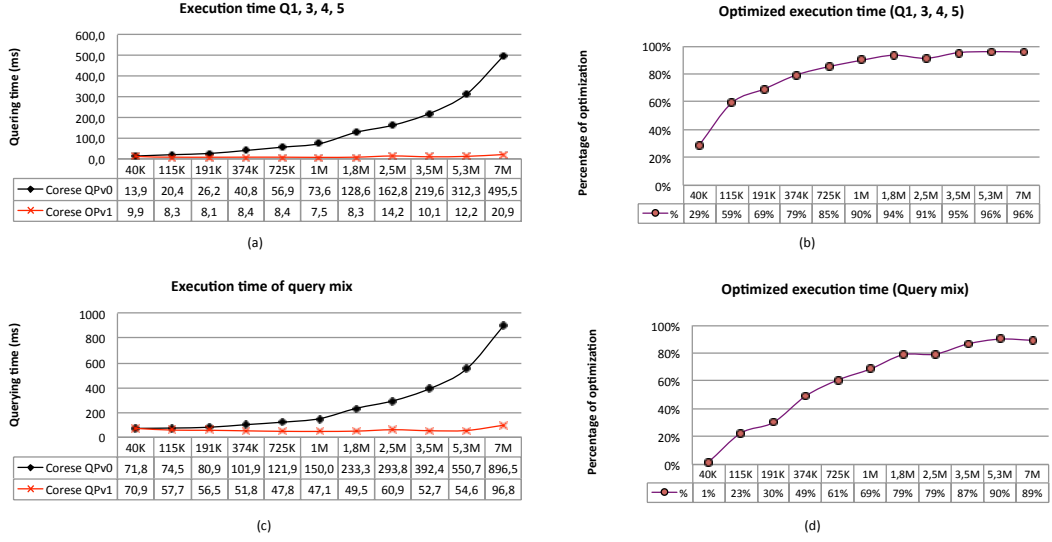 Execution time Q1, 3, 4, 5
Quering time (ms)
600,0
500,0
400,0
300,0
200,0
100,0
0,0
40K 115K 191K 374K 725K 1M 1,8M 2,5M 3,5M 5,3M 7M
Corese QPv0 13,9 20,4 26,2 40,8 56,9 73,6 128,6 162,8 219,6 312,3 495,5
Corese OPv1 9,9 8,3 8,1 8,4 8,4 7,5 8,3 14,2 10,1 12,2 20,9
(a)
Optimized execution time (Q1, 3, 4, 5)
Percentage of optimization
100%
80%
60%
40%
20%
0%
40K 115K 191K 374K 725K 1M 1,8M 2,5M 3,5M 5,3M 7M
% 29% 59% 69% 79% 85% 90% 94% 91% 95% 96% 96%
(b)
Execution time of query mix
Querying time (ms)
1000
800
600
400
200
0
40K 115K 191K 374K 725K 1M 1,8M 2,5M 3,5M 5,3M 7M
Corese QPv0 71,8 74,5 80,9 101,9 121,9 150,0 233,3 293,8 392,4 550,7 896,5
Corese QPv1 70,9 57,7 56,5 51,8 47,8 47,1 49,5 60,9 52,7 54,6 96,8
(c)
Optimized execution time (Query mix)
Percentage of optimization
100%
80%
60%
40%
20%
0%
40K 115K 191K 374K 725K 1M 1,8M 2,5M 3,5M 5,3M 7M
% 1% 23% 30% 49% 61% 69% 79% 79% 87% 90% 89%
(d)